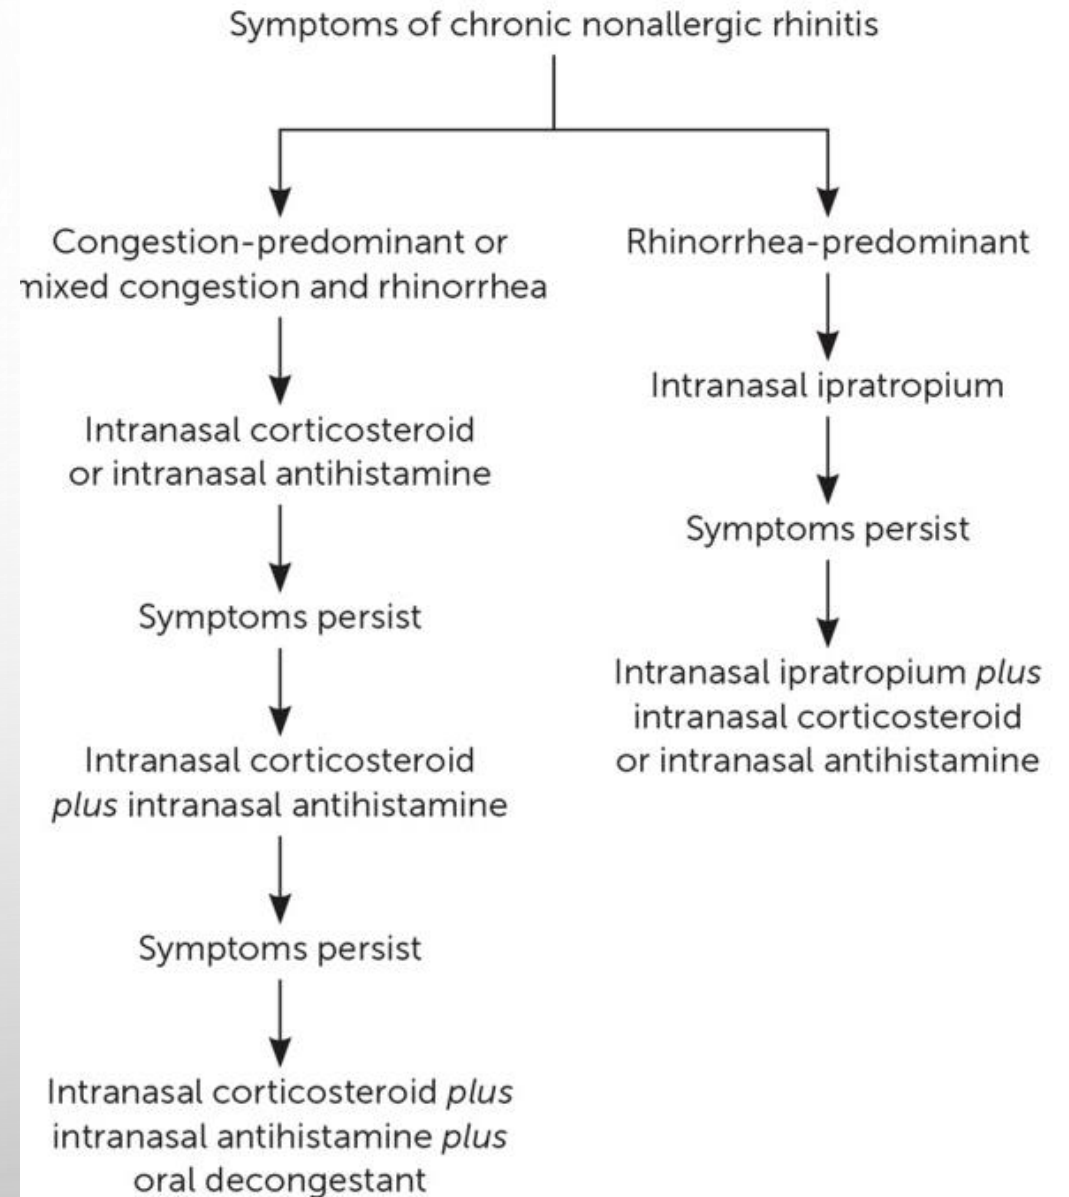 Symptoms of chronic nonallergic rhinitis
Congestion-predominant or
mixed congestion and rhinorrhea
Intranasal corticosteroid
or intranasal antihistamine
Symptoms persist
Intranasal corticosteroid
plus intranasal antihistamine
Symptoms persist
Intranasal corticosteroid plus
intranasal antihistamine plus
oral decongestant
Rhinorrhea-predominant
Intranasal ipratropium
Symptoms persist
Intranasal ipratropium plus
intranasal corticosteroid
or intranasal antihistamine